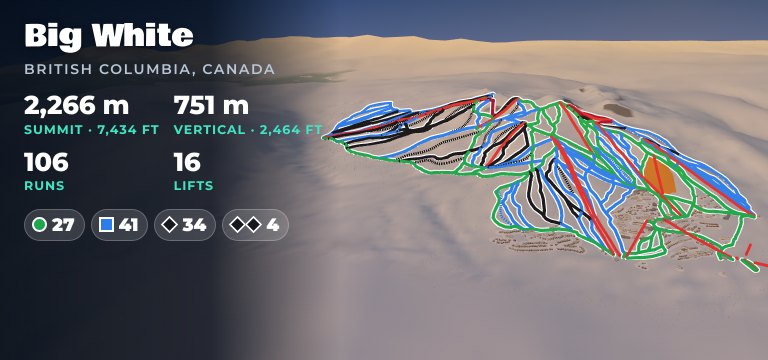 Big White
BRITISH COLUMBIA, CANADA
2,266 m 751 m
SUMMIT · 7,434 FT VERTICAL · 2,464 FT
106 16
RUNS LIFTS
27 41 34 4